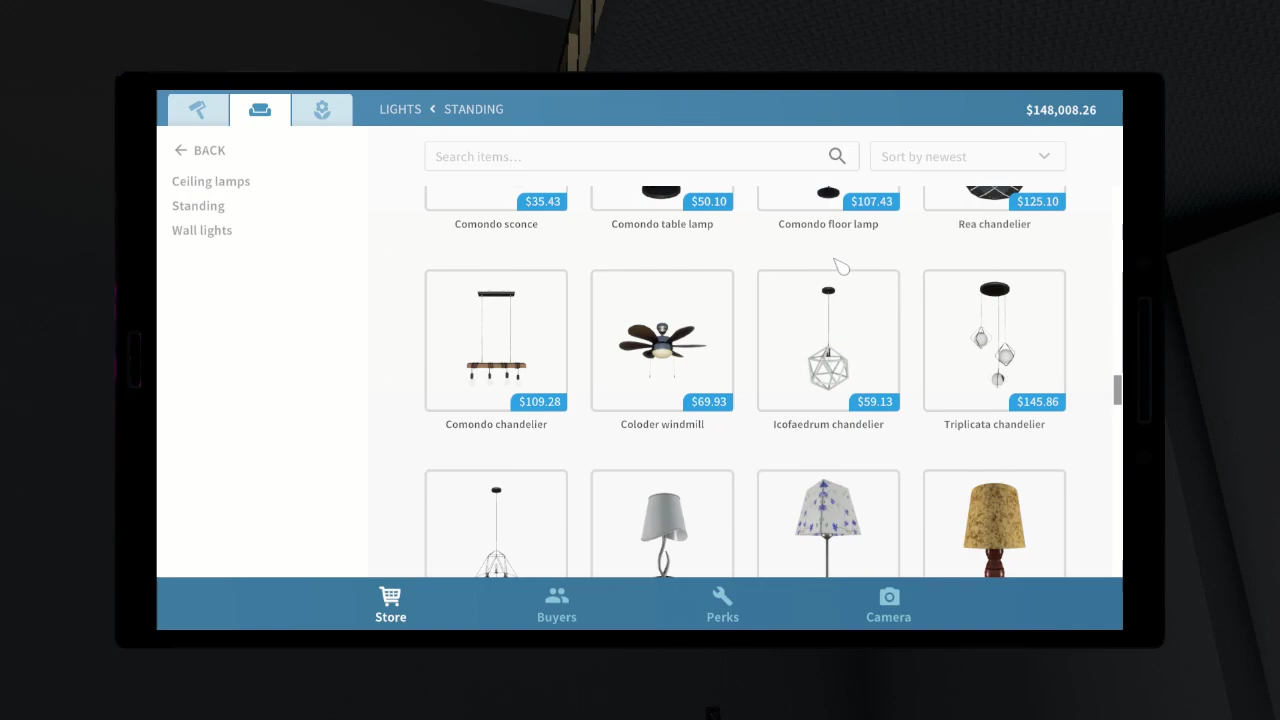 LIGHTS < STANDING
$148,008.26
BACK
Ceiling lamps
Standing
Wall lights
Search items...
Sort by newest
$35.43
$50.10
$107.43
$125.10
Comondo sconce
Comondo table lamp
Comondo floor lamp
Rea chandelier
$109.28
$69.93
$59.13
$145.86
Comondo chandelier
Coloder windmill
Icofaedrum chandelier
Triplicata chandelier
Store
Buyers
Perks
Camera